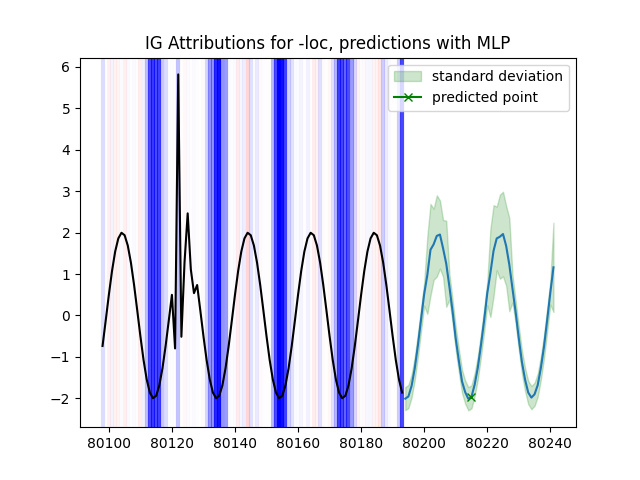 IG Attributions for -loc, predictions with MLP
standard deviation
predicted point
6
5
4
3
2
1
0
−1
−2
80100 80120 80140 80160 80180 80200 80220 80240